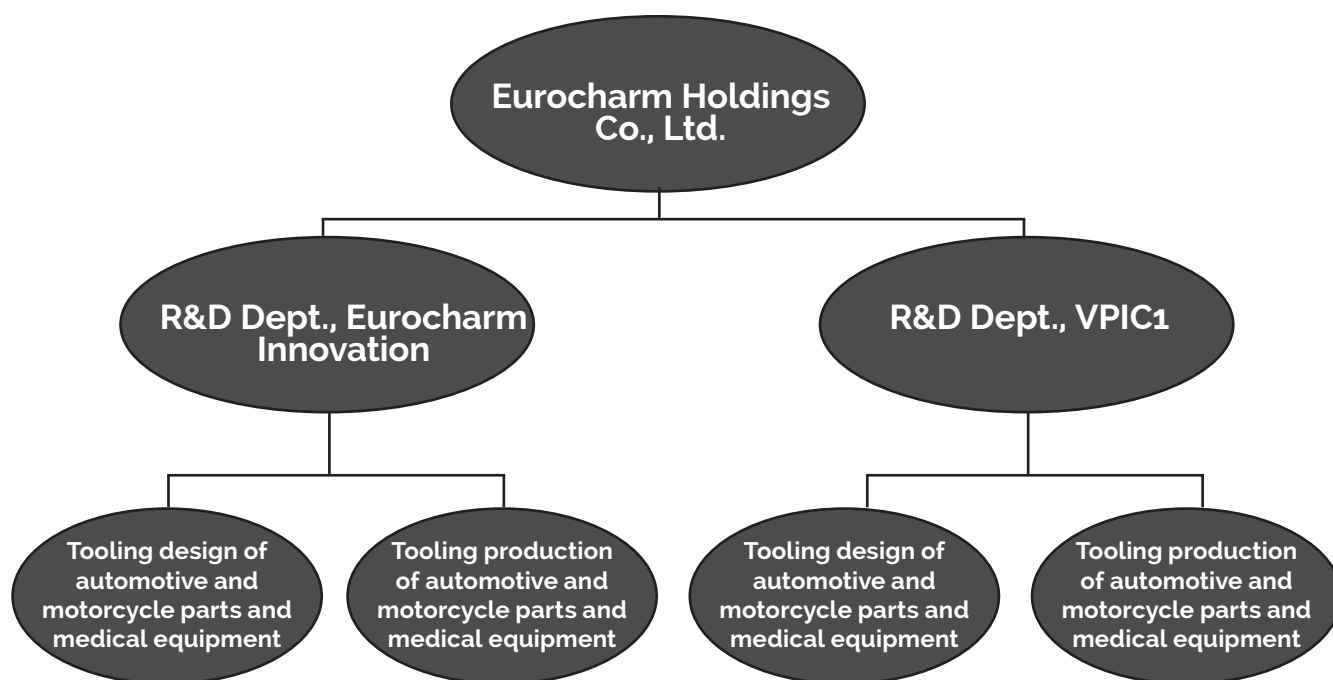 Eurocharm Holdings
Co., Ltd.
R&D Dept., Eurocharm
Innovation
R&D Dept., VPIC1
Tooling design of
automotive and
motorcycle parts and
medical equipment
Tooling production
of automotive and
motorcycle parts and
medical equipment
Tooling design of
automotive and
motorcycle parts and
medical equipment
Tooling production
of automotive and
motorcycle parts and
medical equipment